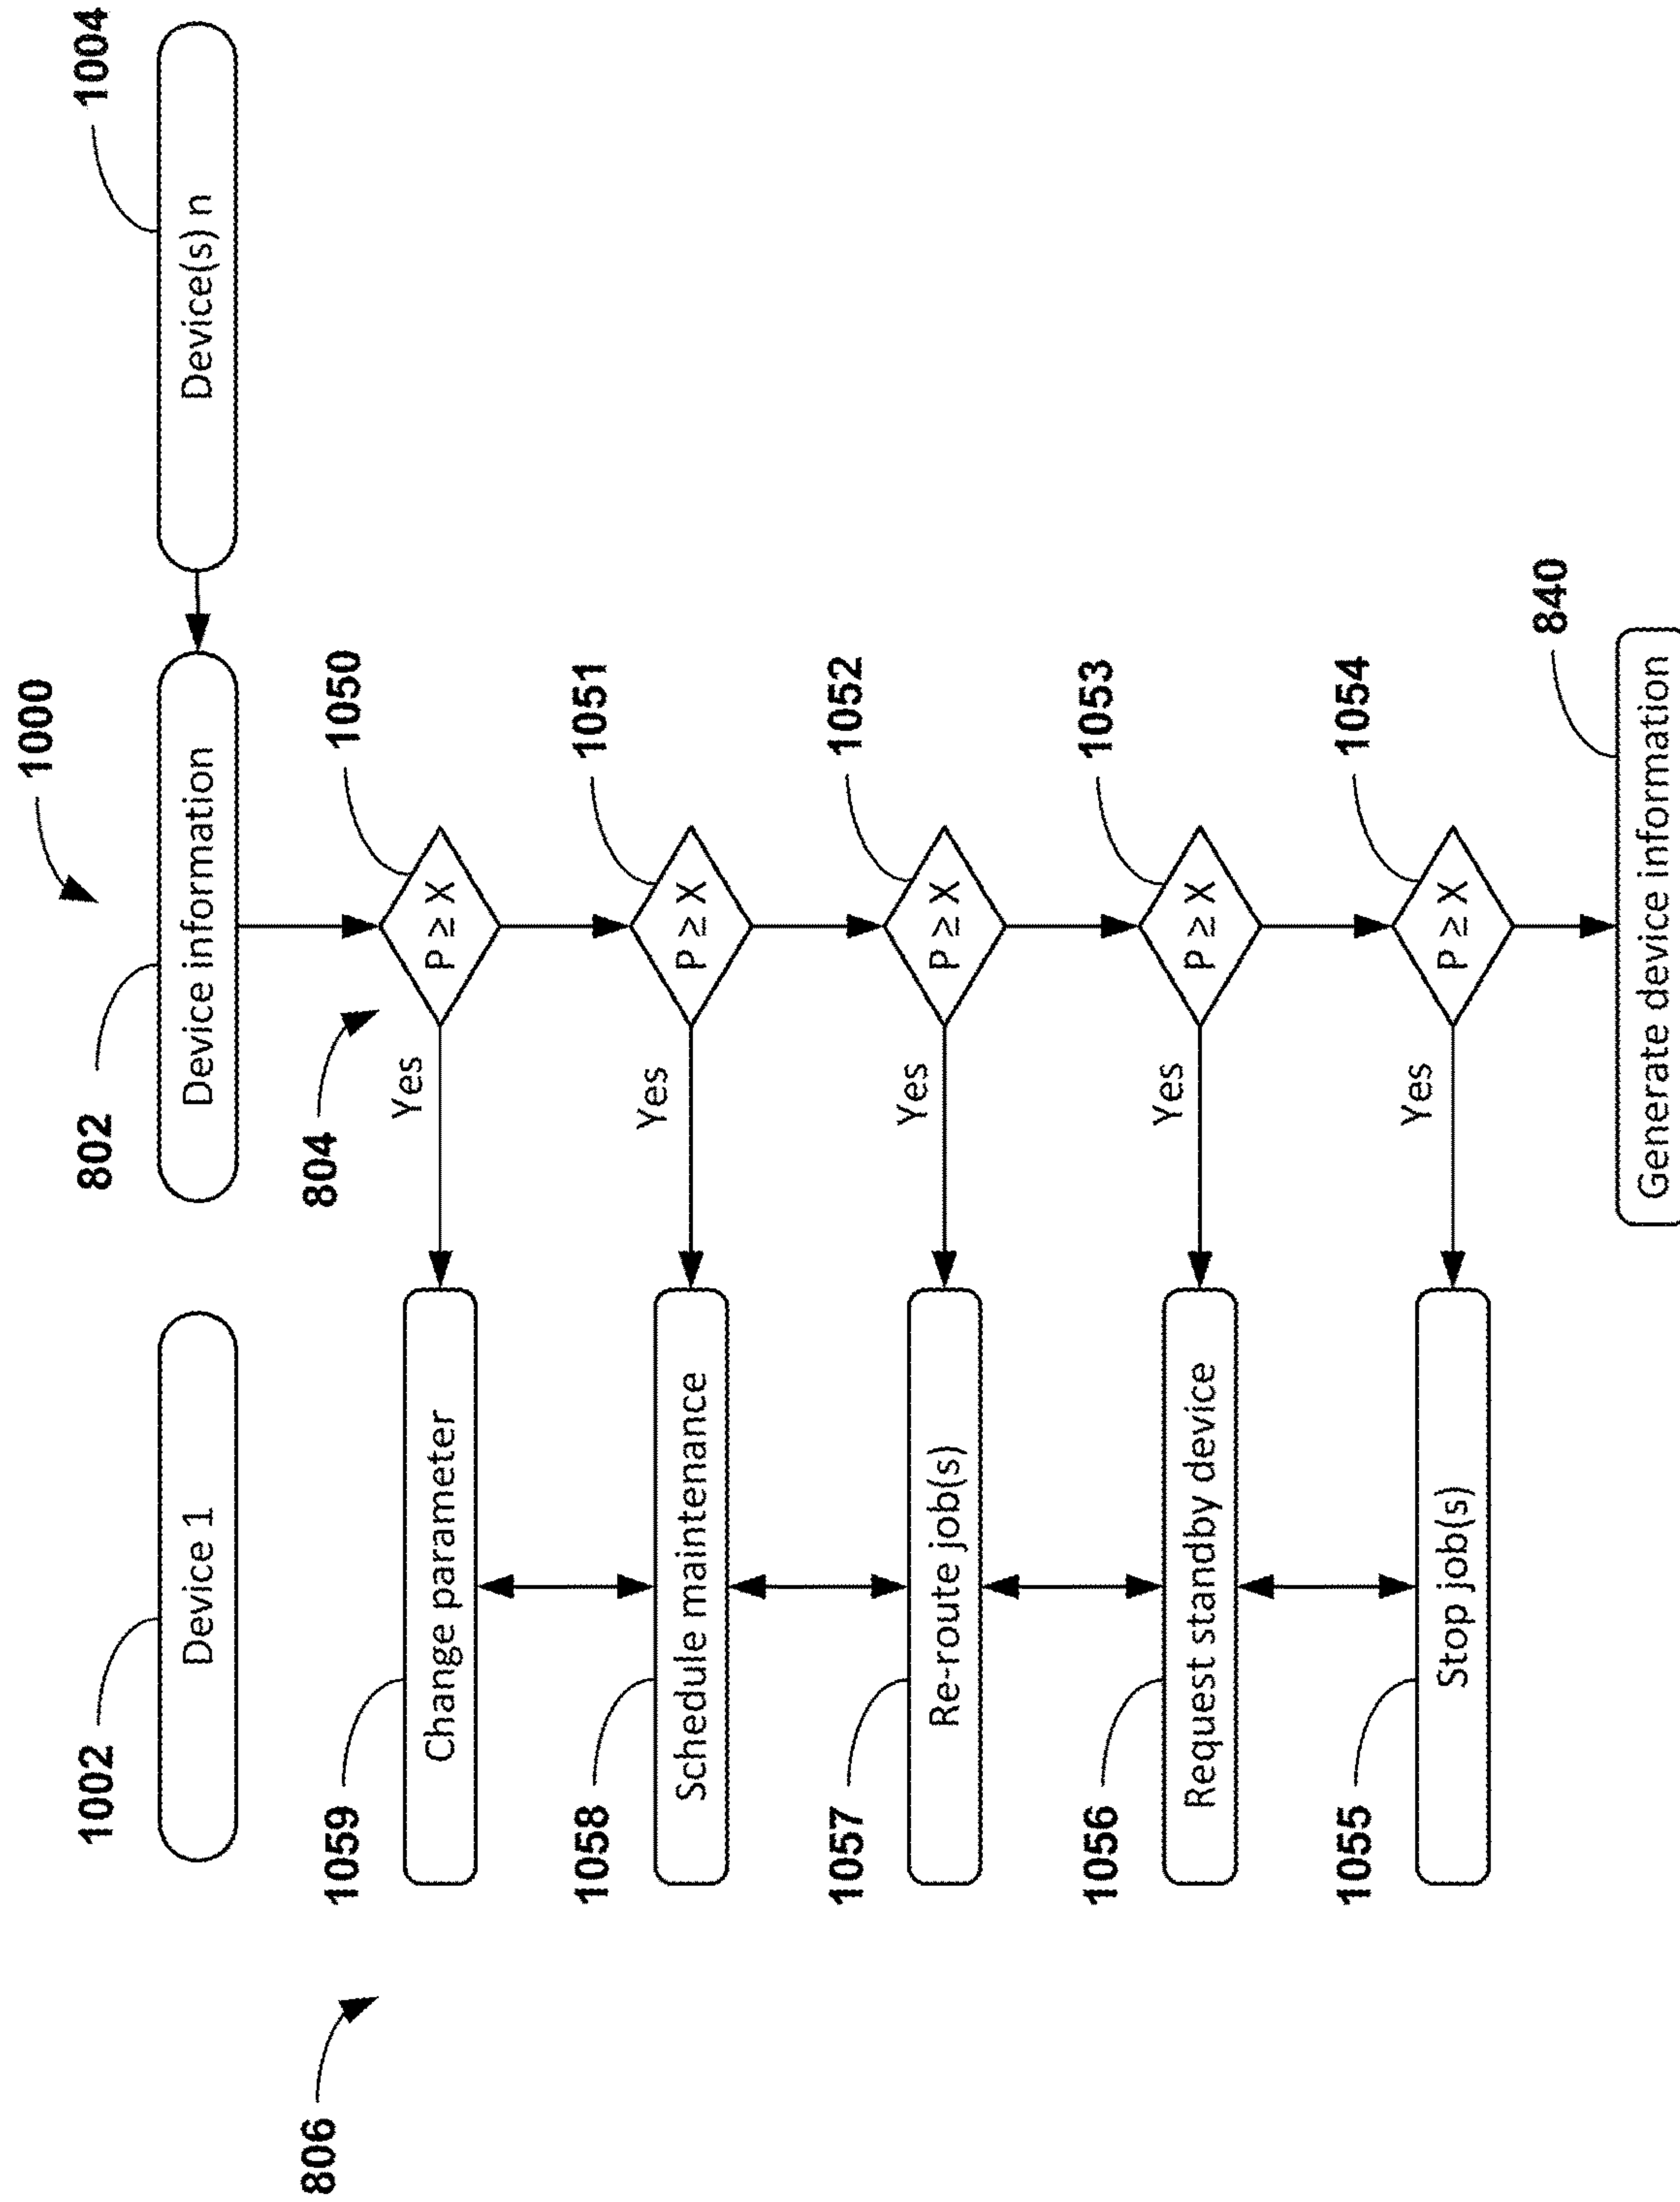 1000
1002
802
1004
Device 1
Device information
Device(s) n
806
804
1059
1050
Yes
Change parameter
P ≥ X
1058
1051
Yes
Schedule maintenance
P ≥ X
1057
1052
Yes
Re-route job(s)
P ≥ X
1056
1053
Yes
Request standby device
P ≥ X
1055
1054
Yes
Stop job(s)
P ≥ X
840
Generate device information